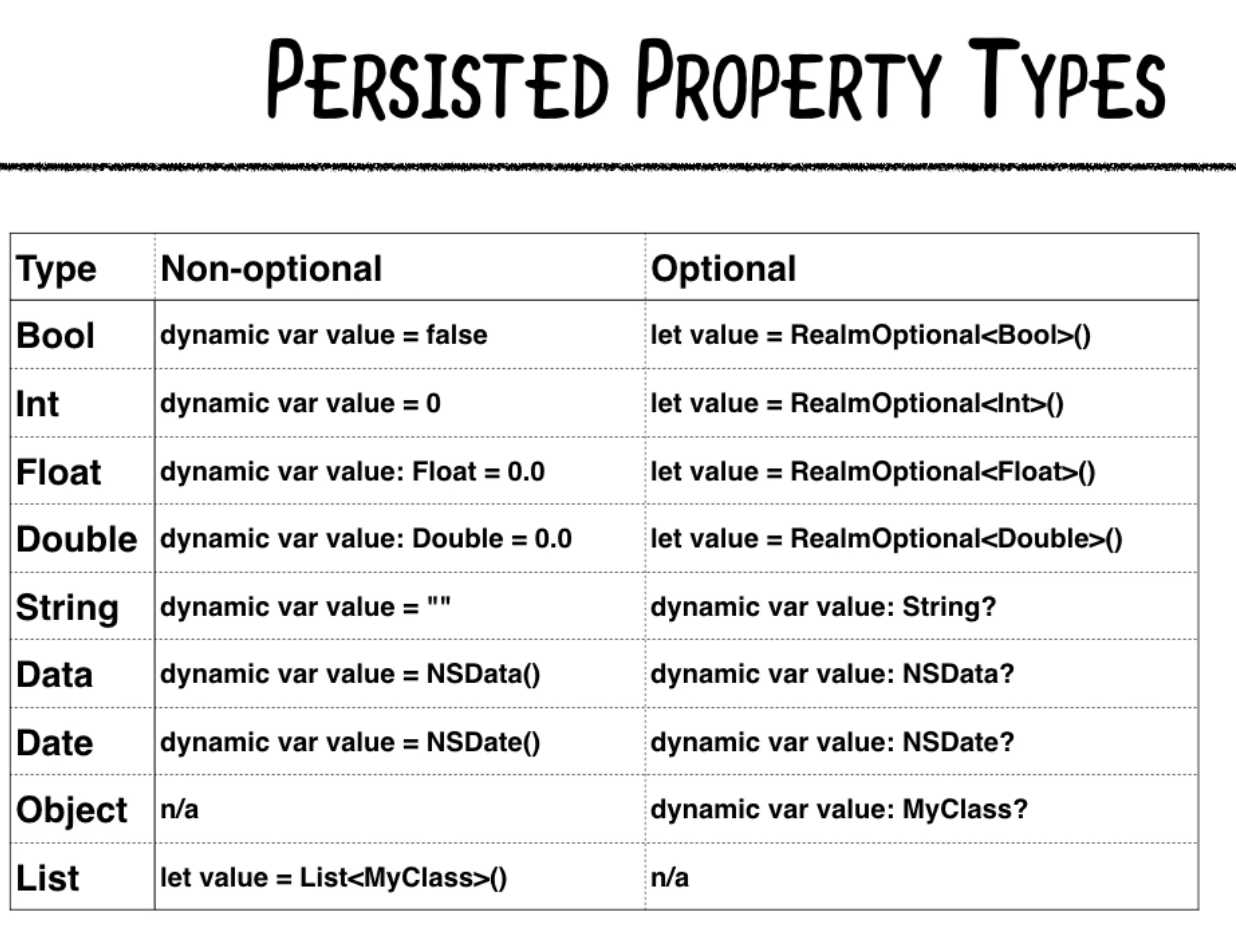 PERSISTED PROPERTY TYPES
Type Non-optional Optional
Bool dynamic var value = false let value = RealmOptional<Bool>()
Int dynamic var value = 0 let value = RealmOptional<Int>()
Float dynamic var value: Float = 0.0 let value = RealmOptional<Float>()
Double dynamic var value: Double = 0.0 let value = RealmOptional<Double>()
String dynamic var value = "" dynamic var value: String?
Data dynamic var value = NSData() dynamic var value: NSData?
Date dynamic var value = NSDate() dynamic var value: NSDate?
Object n/a dynamic var value: MyClass?
List let value = List<MyClass>() n/a